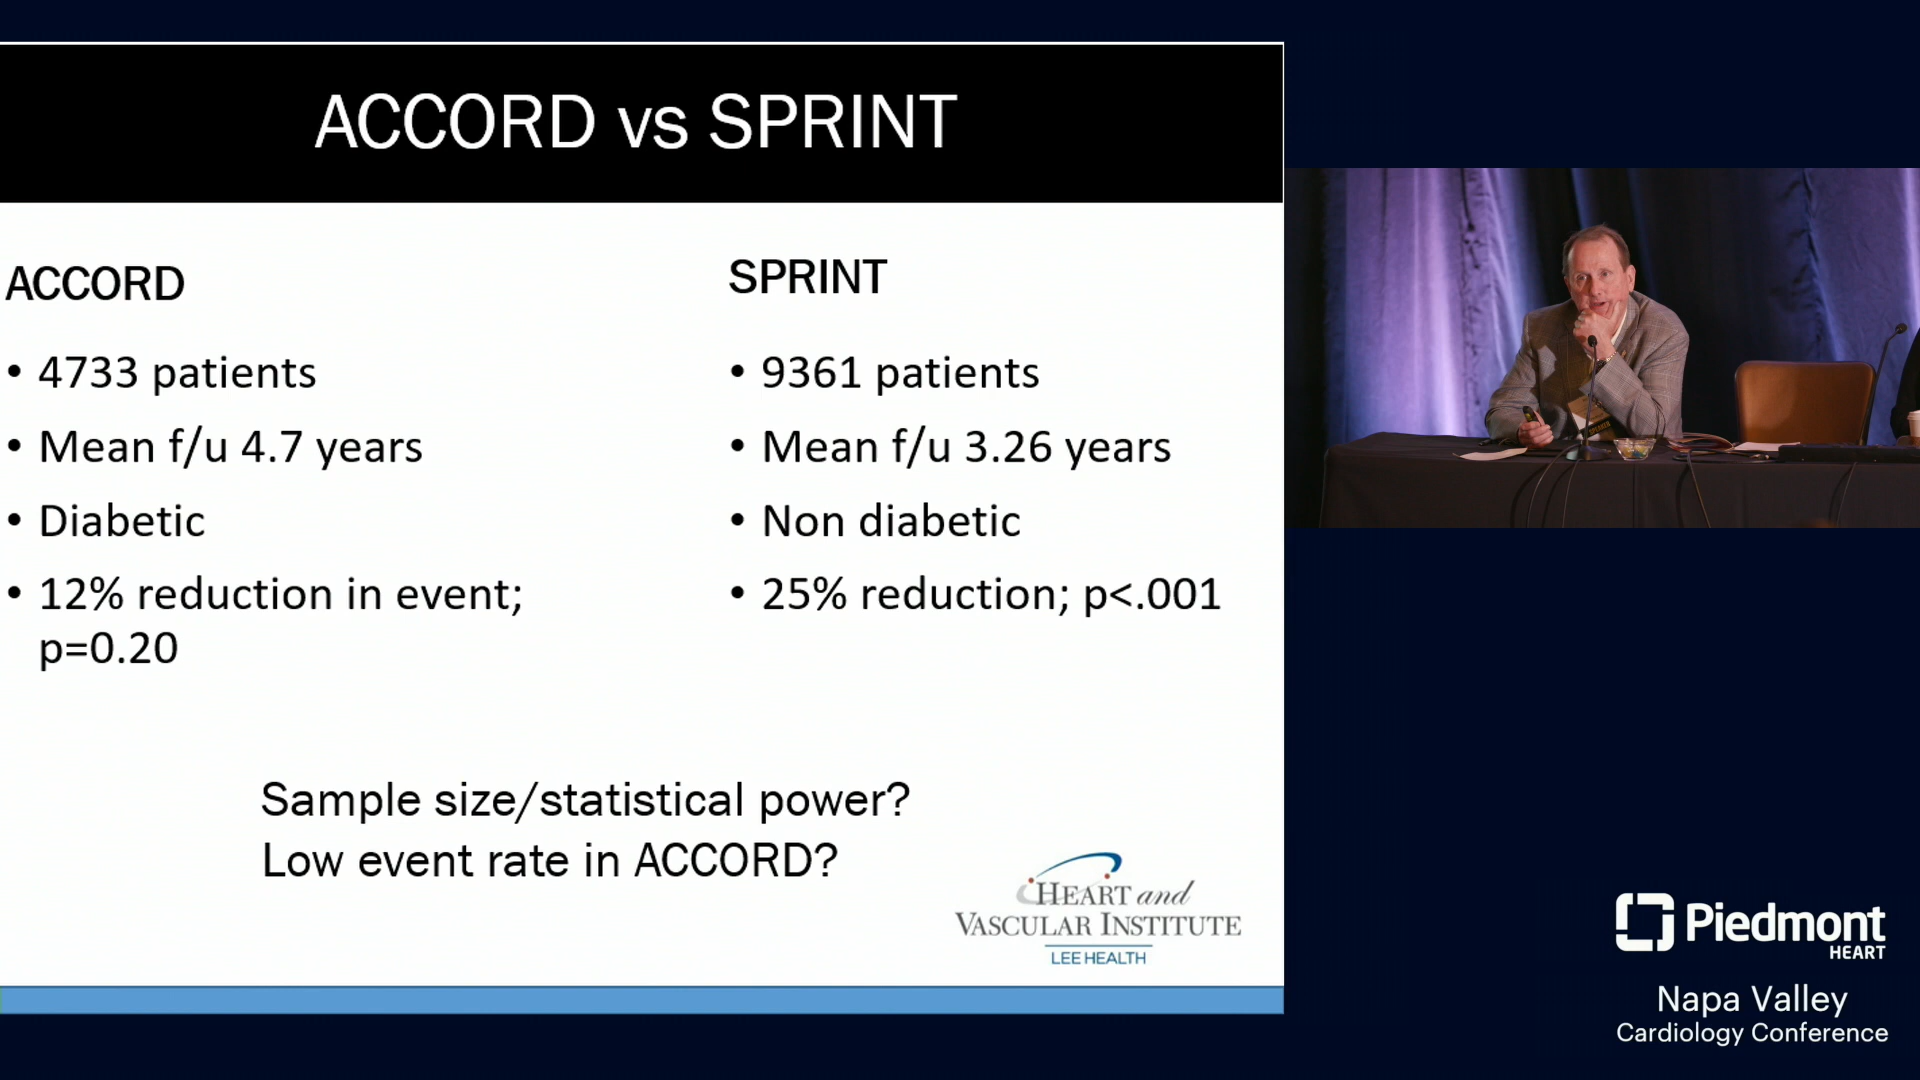 ACCORD vs SPRINT
ACCORD
• 4733 patients
• Mean f/u 4.7 years
• Diabetic
• 12% reduction in event;
p=0.20
SPRINT
• 9361 patients
• Mean f/u 3.26 years
• Non diabetic
• 25% reduction; p<.001
Sample size/statistical power?
Low event rate in ACCORD?
HEART and
VASCULAR INSTITUTE
LEE HEALTH
SPEAKER
Piedmont
HEART
Napa Valley
Cardiology Conference